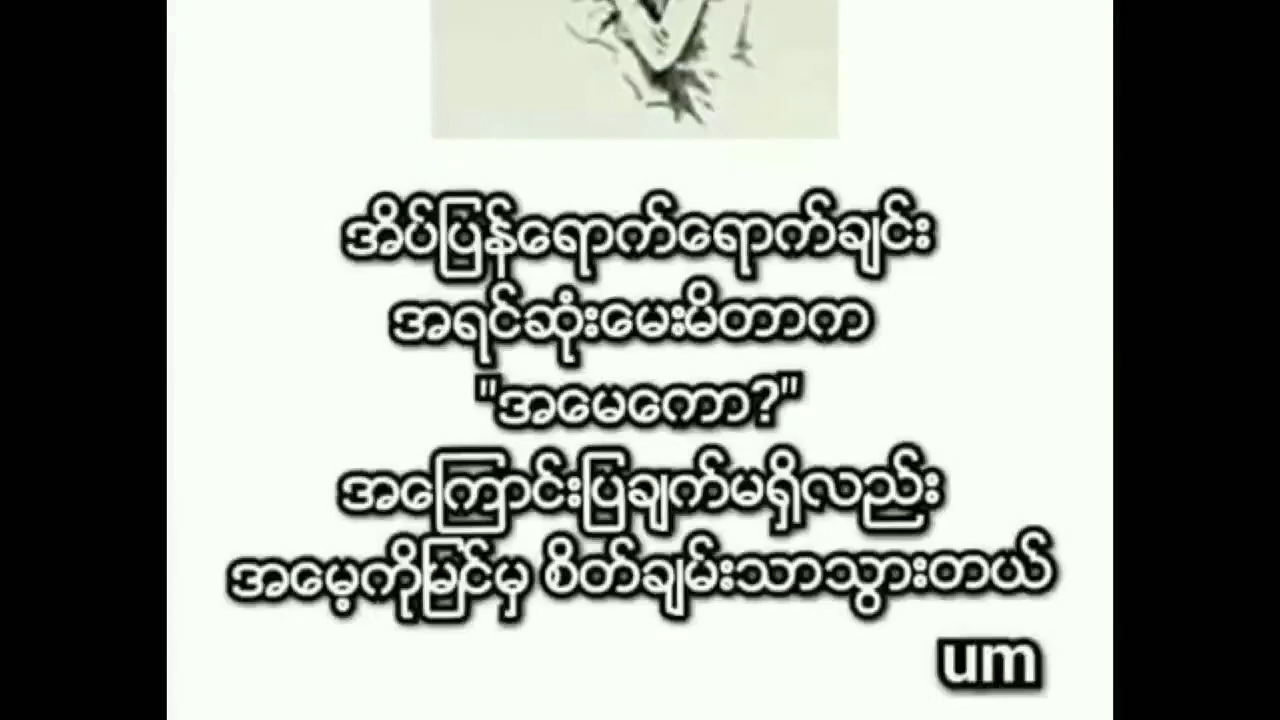 အိပ်ပြန်ရောက်ရောက်ချင်း
အရင်ဆုံးမေးမိတာက
"အမေကော?"
အကြောင်းပြချက်မရှိလည်း
အမေ့ကိုမြင်မှ စိတ်ချမ်းသာသွားတယ်
um